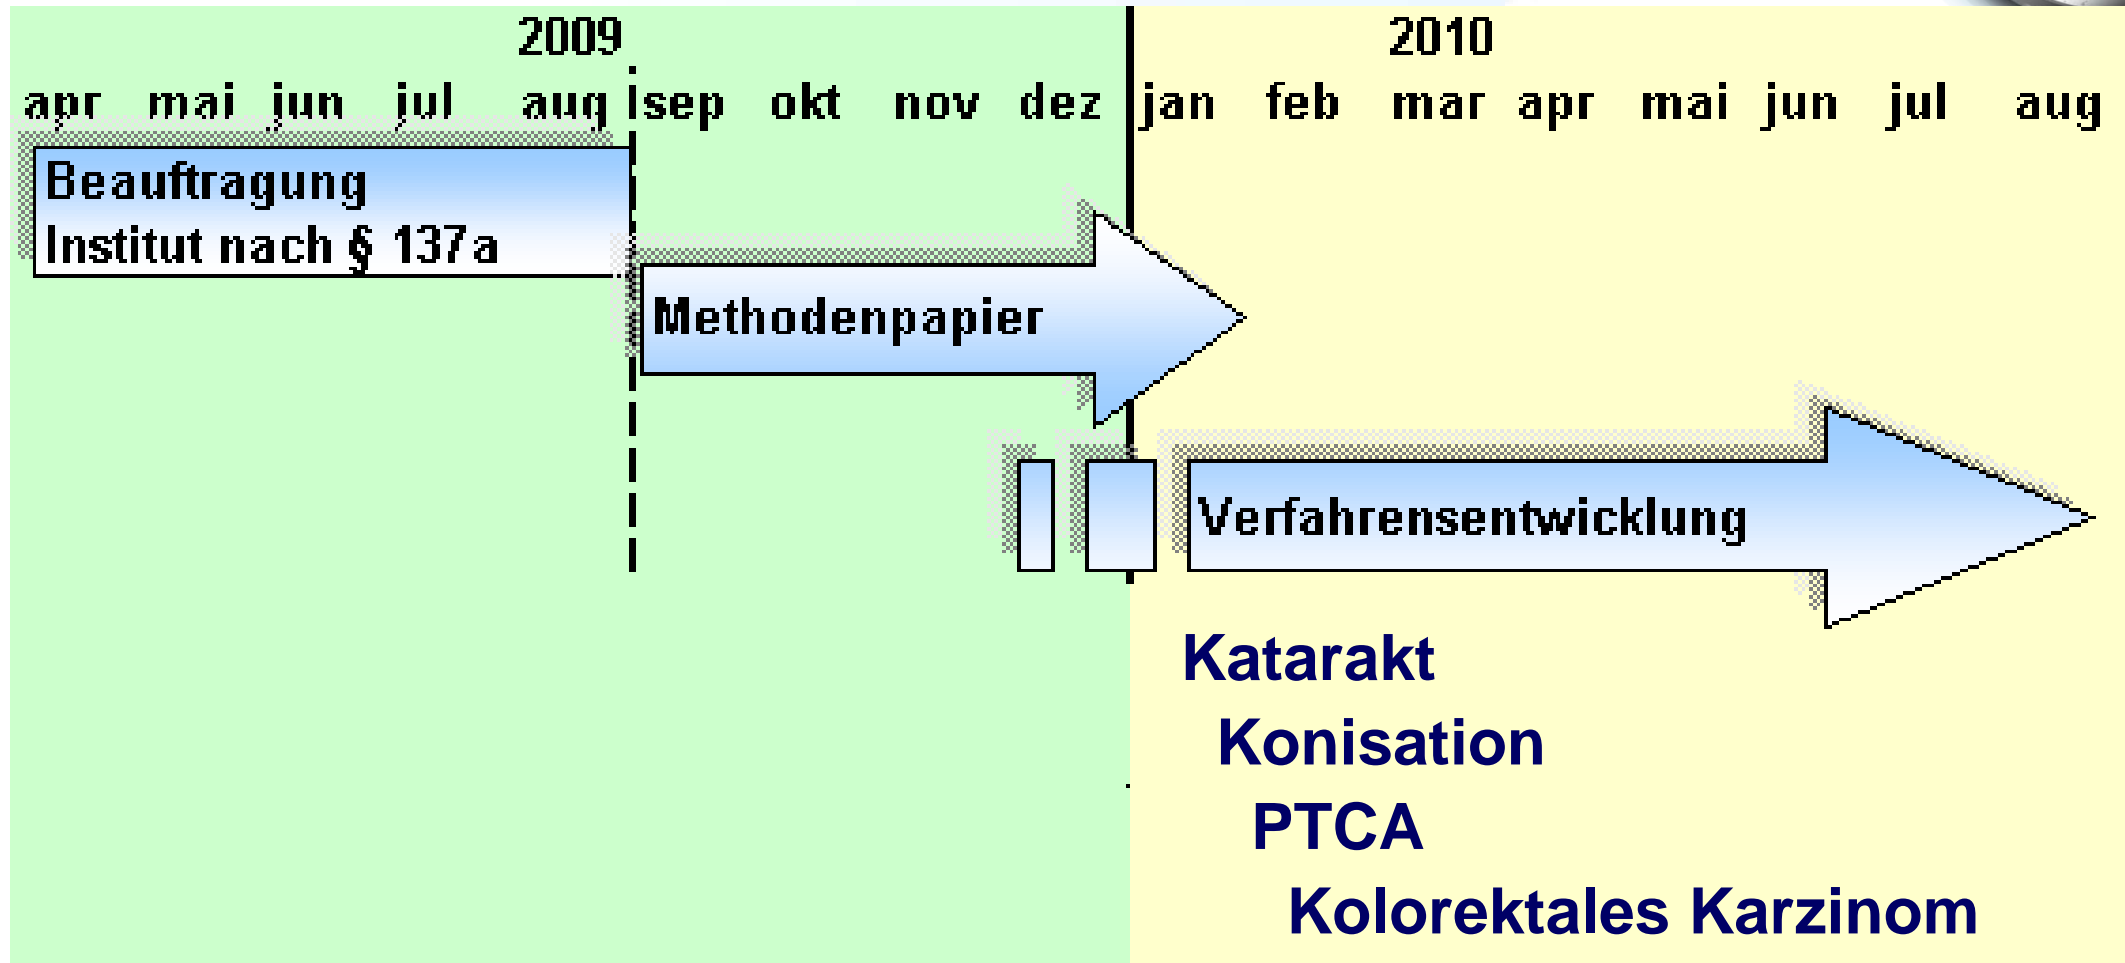 2009 2010
apr mai jun jul aug sep okt nov dez jan feb mar apr mai jun jul aug
Beauftragung
Institut nach § 137a
Methodenpapier
Verfahrensentwicklung
Katarakt
Konisation
PTCA
Kolorektales Karzinom